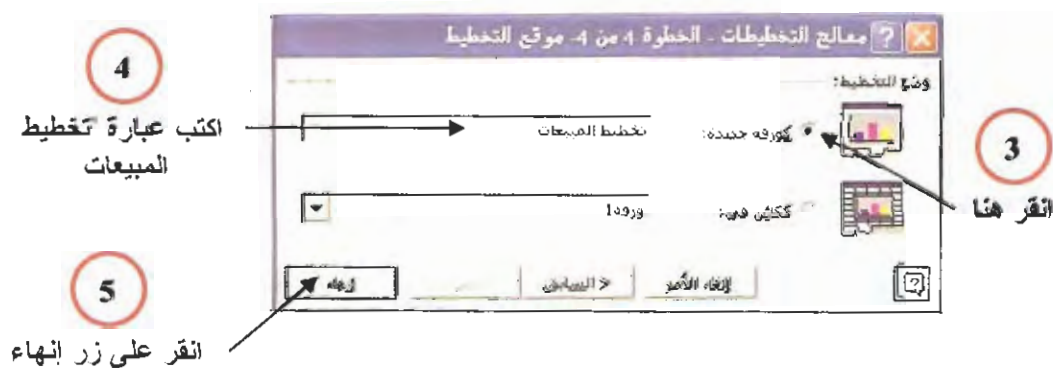 معالج التخطيطات - الخطوة 4 من 4- موقع التخطيط
وضع التخطيط:
كورقة جديدة:
تخطيط المبيعات
ككائن في:
ورقة1
إلغاء الأمر
< السابق
إنهاء
3
انقر هنا
4
اكتب عبارة تخطيط
المبيعات
5
انقر على زر إنهاء